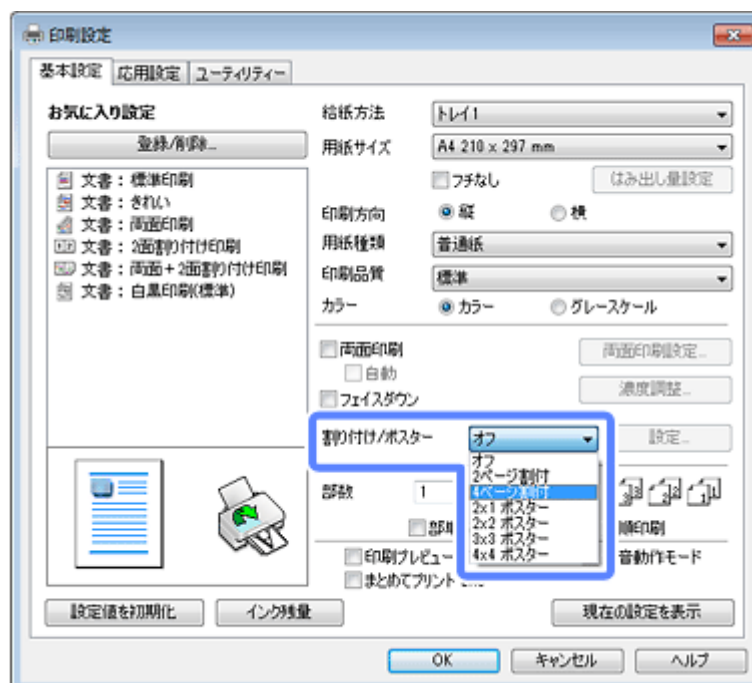 印刷設定
基本設定 応用設定 ユーティリティー
お気に入り設定
登録/削除...
文書：標準印刷
文書：きれい
文書：両面印刷
文書：2面割り付け印刷
文書：両面+2面割り付け印刷
文書：白黒印刷(標準)
給紙方法 トレイ1
用紙サイズ A4 210 x 297 mm
フチなし はみ出し量設定
印刷方向 縦 横
用紙種類 普通紙
印刷品質 標準
カラー カラー グレースケール
両面印刷 両面印刷設定...
自動
フェイスダウン 濃度調整...
割り付け/ポスター オフ 設定...
オフ
2ページ割付
4ページ割付
2x1 ポスター
2x2 ポスター
3x3 ポスター
4x4 ポスター
部数 1
部単 順印刷
印刷プレビュー 音動作モード
まとめてプリント
設定値を初期化 インク残量 現在の設定を表示
OK キャンセル ヘルプ